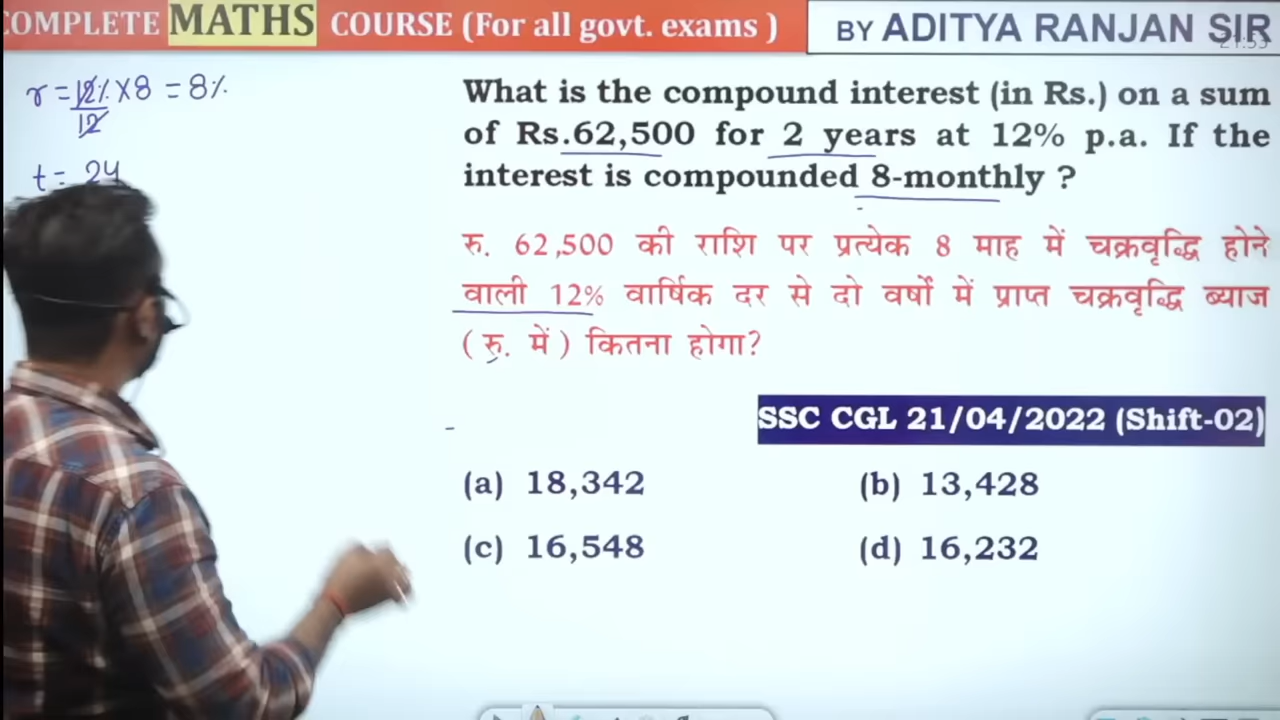 COMPLETE MATHS COURSE (For all govt. exams )
BY ADITYA RANJAN SIR
r = 12% × 8 = 8%
12
t = 24
What is the compound interest (in Rs.) on a sum
of Rs.62,500 for 2 years at 12% p.a. If the
interest is compounded 8-monthly ?
रु. 62,500 की राशि पर प्रत्येक 8 माह में चक्रवृद्धि होने
वाली 12% वार्षिक दर से दो वर्षों में प्राप्त चक्रवृद्धि ब्याज
( रु. में ) कितना होगा?
SSC CGL 21/04/2022 (Shift-02)
(a) 18,342 (b) 13,428
(c) 16,548 (d) 16,232